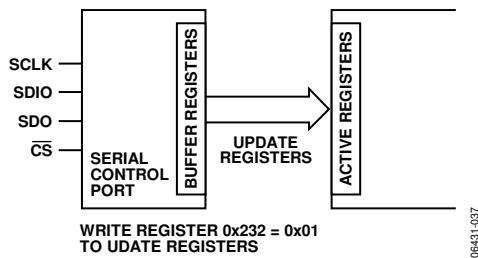 SCLK
SDIO
SDO
CS
SERIAL
CONTROL
PORT
BUFFER REGISTERS
UPDATE
REGISTERS
ACTIVE REGISTERS
WRITE REGISTER 0x232 = 0x01
TO UDATE REGISTERS
06431-037